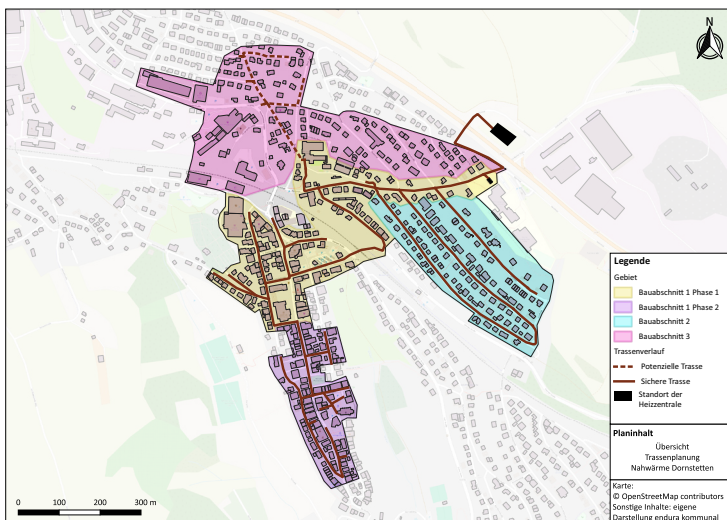 N
Legende
Gebiet
Bauabschnitt 1 Phase 1
Bauabschnitt 1 Phase 2
Bauabschnitt 2
Bauabschnitt 3
Trassenverlauf
Potenzielle Trasse
Sichere Trasse
Standort der
Heizzentrale
Planinhalt
Übersicht
Trassenplanung
Nahwärme Dornstetten
Karte:
© OpenStreetMap contributors
Sonstige Inhalte: eigene
Darstellung endura kommunal
0 100 200 300 m